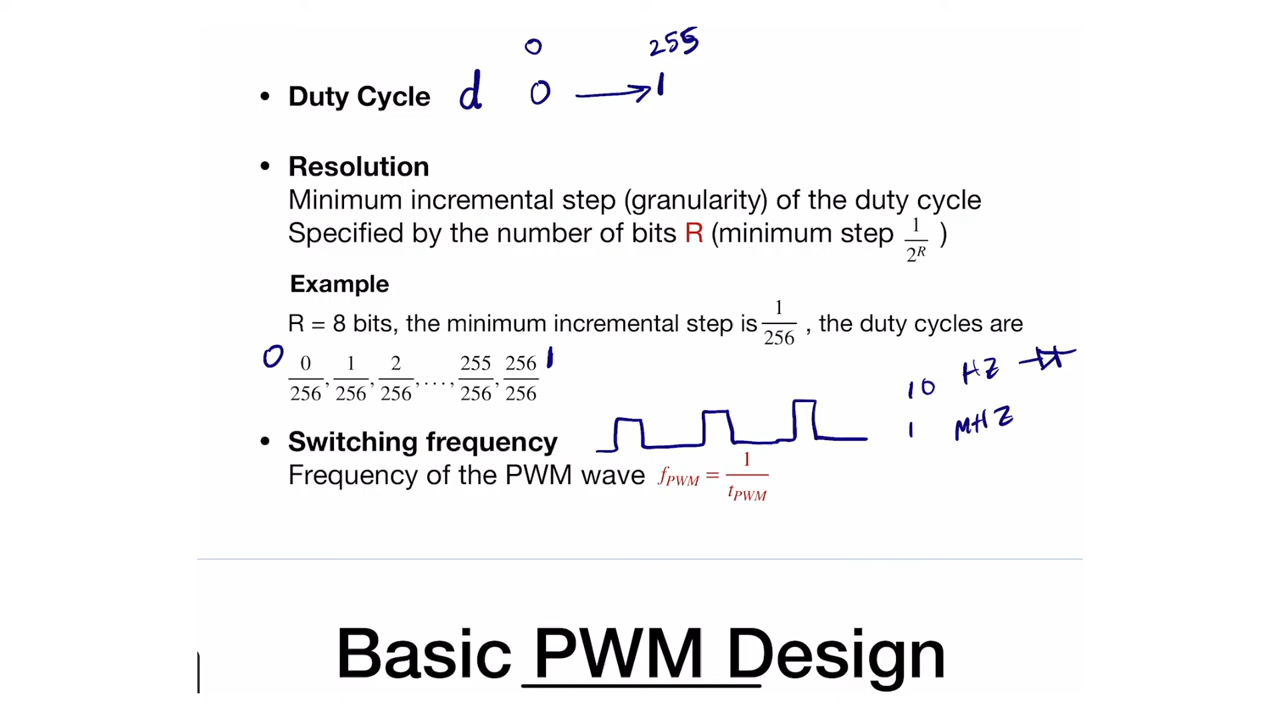 0 255
• Duty Cycle d 0 → 1
• Resolution
Minimum incremental step (granularity) of the duty cycle
Specified by the number of bits R (minimum step 1/2^R )
Example
R = 8 bits, the minimum incremental step is 1/256 , the duty cycles are
0 0/256, 1/256, 2/256, ..., 255/256, 256/256 1
10 HZ
1 MHZ
• Switching frequency
Frequency of the PWM wave f_PWM = 1/t_PWM
Basic PWM Design